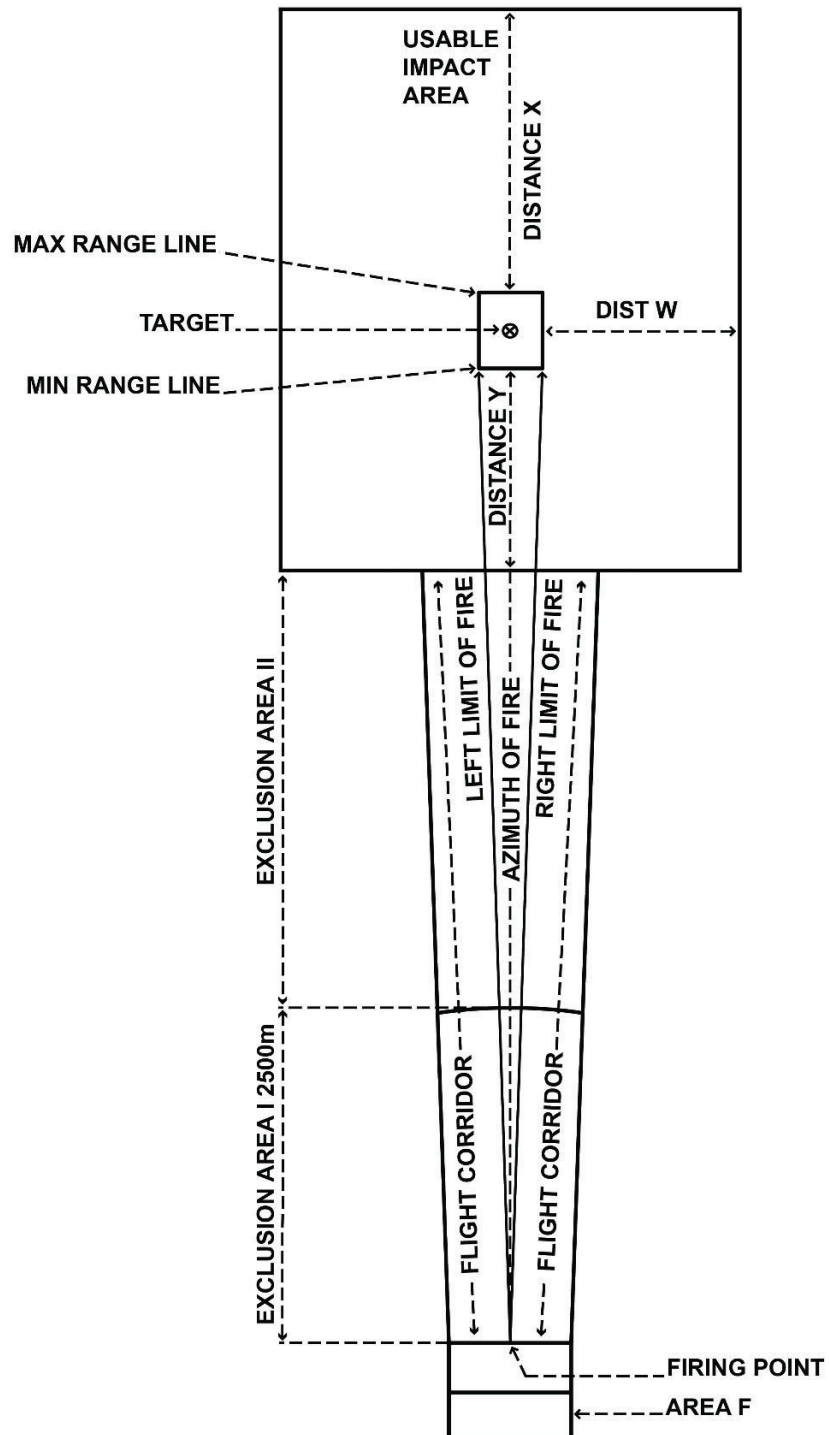 USABLE
IMPACT
AREA
DISTANCE X
MAX RANGE LINE
TARGET
DIST W
MIN RANGE LINE
DISTANCE Y
EXCLUSION AREA II
LEFT LIMIT OF FIRE
AZIMUTH OF FIRE
RIGHT LIMIT OF FIRE
EXCLUSION AREA I 2500m
FLIGHT CORRIDOR
FLIGHT CORRIDOR
FIRING POINT
AREA F